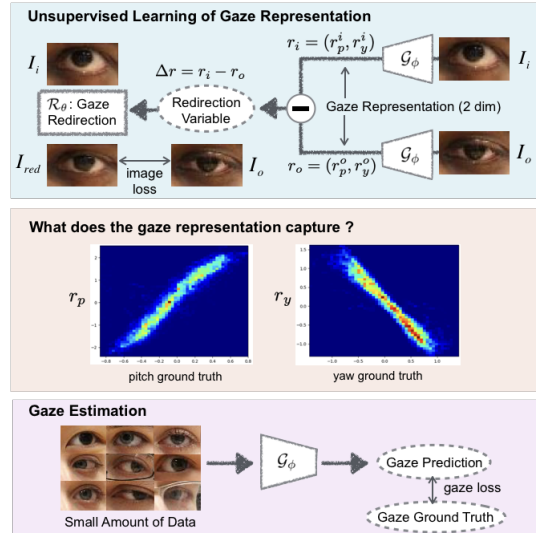 Unsupervised Learning of Gaze Representation
I_i
r_i = (r_p^i, r_y^i)
G_ϕ
I_i
Δr = r_i − r_o
R_θ: Gaze
Redirection
Redirection
Variable
Gaze Representation (2 dim)
I_red
image
loss
I_o
r_o = (r_p^o, r_y^o)
G_ϕ
I_o
What does the gaze representation capture ?
r_p
r_y
pitch ground truth
yaw ground truth
Gaze Estimation
G_ϕ
Gaze Prediction
gaze loss
Gaze Ground Truth
Small Amount of Data